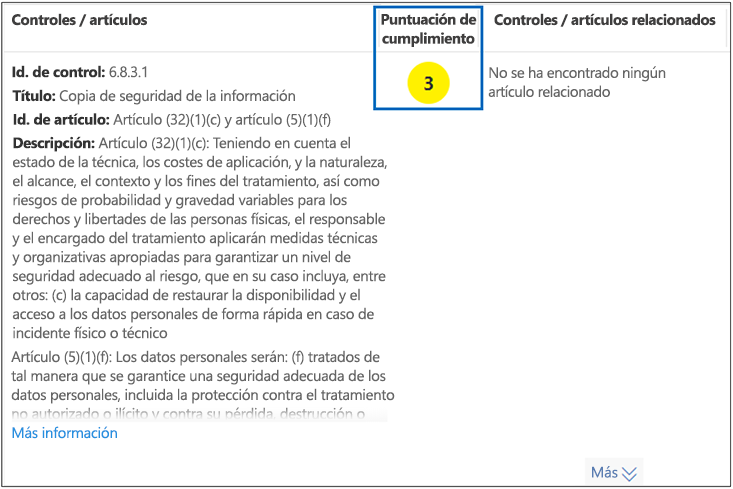 Controles / artículos
Puntuación de
cumplimiento
Controles / artículos relacionados
Id. de control: 6.8.3.1
Título: Copia de seguridad de la información
Id. de artículo: Artículo (32)(1)(c) y artículo (5)(1)(f)
Descripción: Artículo (32)(1)(c): Teniendo en cuenta el
estado de la técnica, los costes de aplicación, y la naturaleza,
el alcance, el contexto y los fines del tratamiento, así como
riesgos de probabilidad y gravedad variables para los
derechos y libertades de las personas físicas, el responsable
y el encargado del tratamiento aplicarán medidas técnicas
y organizativas apropiadas para garantizar un nivel de
seguridad adecuado al riesgo, que en su caso incluya, entre
otros: (c) la capacidad de restaurar la disponibilidad y el
acceso a los datos personales de forma rápida en caso de
incidente físico o técnico
Artículo (5)(1)(f): Los datos personales serán: (f) tratados de
tal manera que se garantice una seguridad adecuada de los
datos personales, incluida la protección contra el tratamiento
no autorizado o ilícito y contra su pérdida, destrucción o
Más información
3
No se ha encontrado ningún
artículo relacionado
Más